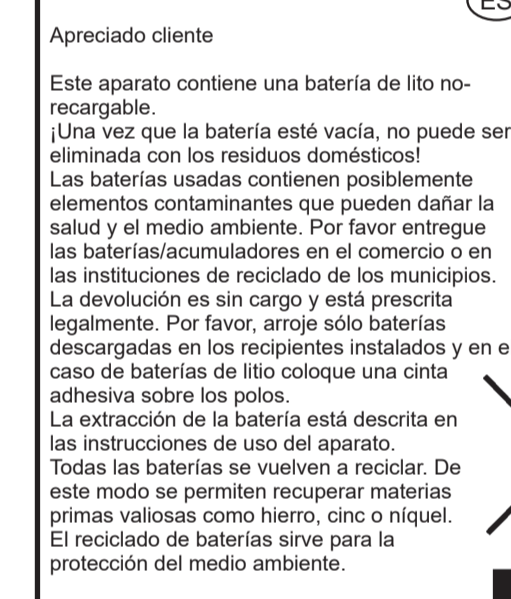 ES
Apreciado cliente
Este aparato contiene una batería de lito no-
recargable.
¡Una vez que la batería esté vacía, no puede ser
eliminada con los residuos domésticos!
Las baterías usadas contienen posiblemente
elementos contaminantes que pueden dañar la
salud y el medio ambiente. Por favor entregue
las baterías/acumuladores en el comercio o en
las instituciones de reciclado de los municipios.
La devolución es sin cargo y está prescrita
legalmente. Por favor, arroje sólo baterías
descargadas en los recipientes instalados y en e
caso de baterías de litio coloque una cinta
adhesiva sobre los polos.
La extracción de la batería está descrita en
las instrucciones de uso del aparato.
Todas las baterías se vuelven a reciclar. De
este modo se permiten recuperar materias
primas valiosas como hierro, cinc o níquel.
El reciclado de baterías sirve para la
protección del medio ambiente.